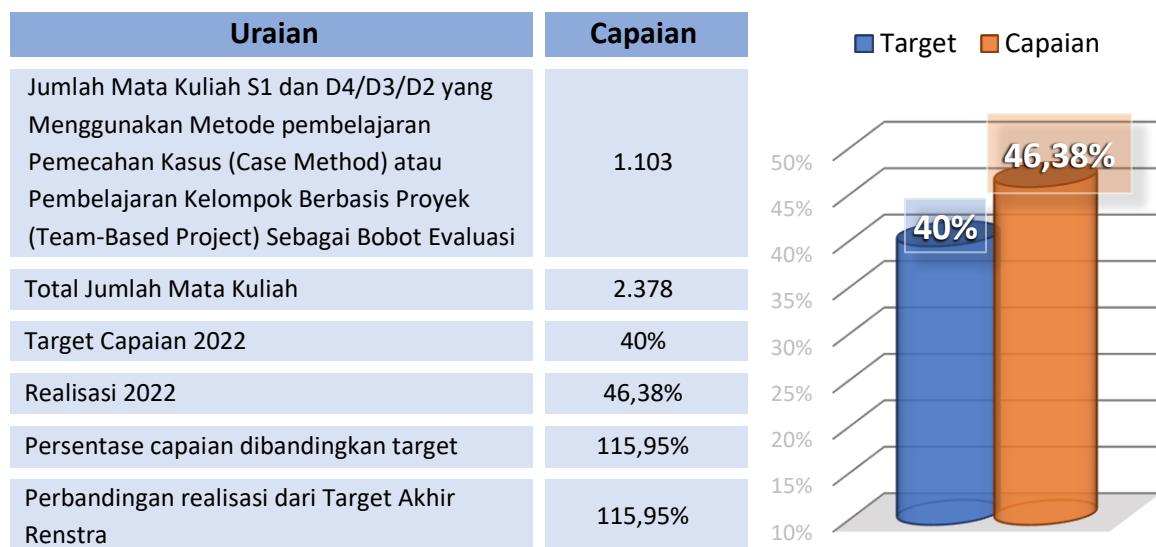 Uraian
Capaian
Jumlah Mata Kuliah S1 dan D4/D3/D2 yang
Menggunakan Metode pembelajaran
Pemecahan Kasus (Case Method) atau
Pembelajaran Kelompok Berbasis Proyek
(Team-Based Project) Sebagai Bobot Evaluasi
1.103
Total Jumlah Mata Kuliah
2.378
Target Capaian 2022
40%
Realisasi 2022
46,38%
Persentase capaian dibandingkan target
115,95%
Perbandingan realisasi dari Target Akhir
Renstra
115,95%
Target
Capaian
50%
45%
40%
35%
30%
25%
20%
15%
10%
40%
46,38%